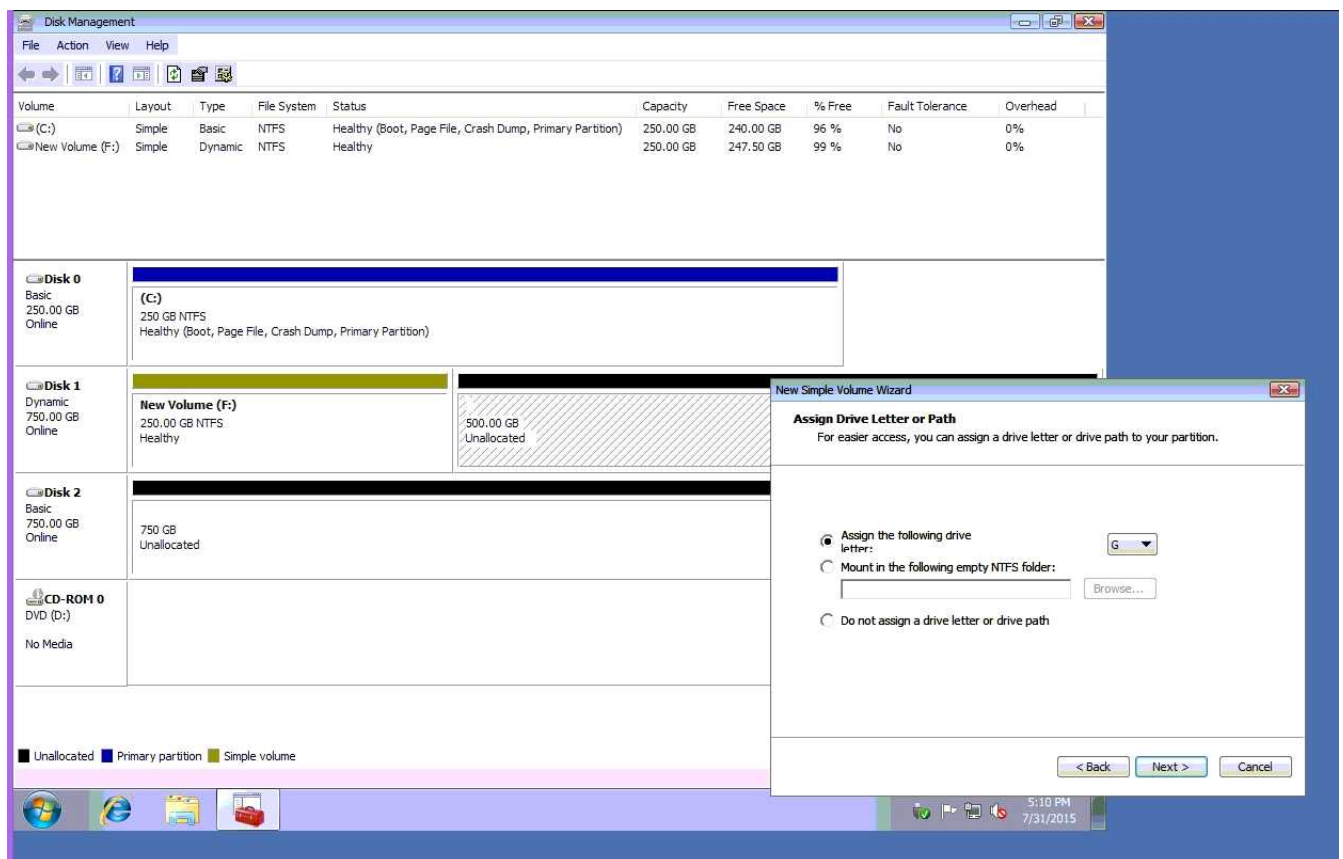 Disk Management
File Action View Help
Volume Layout Type File System Status Capacity Free Space % Free Fault Tolerance Overhead
(C:) Simple Basic NTFS Healthy (Boot, Page File, Crash Dump, Primary Partition) 250.00 GB 240.00 GB 96 % No 0%
New Volume (F:) Simple Dynamic NTFS Healthy 250.00 GB 247.50 GB 99 % No 0%
Disk 0
Basic
250.00 GB
Online
(C:)
250 GB NTFS
Healthy (Boot, Page File, Crash Dump, Primary Partition)
Disk 1
Dynamic
750.00 GB
Online
New Volume (F:)
250.00 GB NTFS
Healthy
500.00 GB
Unallocated
Disk 2
Basic
750.00 GB
Online
750 GB
Unallocated
CD-ROM 0
DVD (D:)
No Media
Unallocated Primary partition Simple volume
New Simple Volume Wizard
Assign Drive Letter or Path
For easier access, you can assign a drive letter or drive path to your partition.
Assign the following drive
letter:
G
Mount in the following empty NTFS folder:
Browse...
Do not assign a drive letter or drive path
< Back Next > Cancel
5:10 PM
7/31/2015